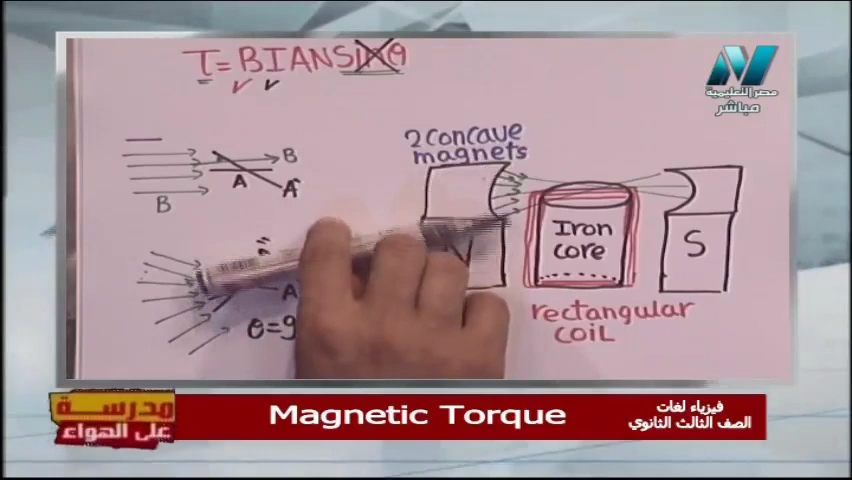 τ=BIANSinθ
مصر التعليمية
مباشر
2 concave
magnets
B
A
A
B
Iron
core
S
N
A
θ=9
rectangular
coil
Magnetic Torque
فيزياء لغات
الصف الثالث الثانوي
مدرسة
على الهواء